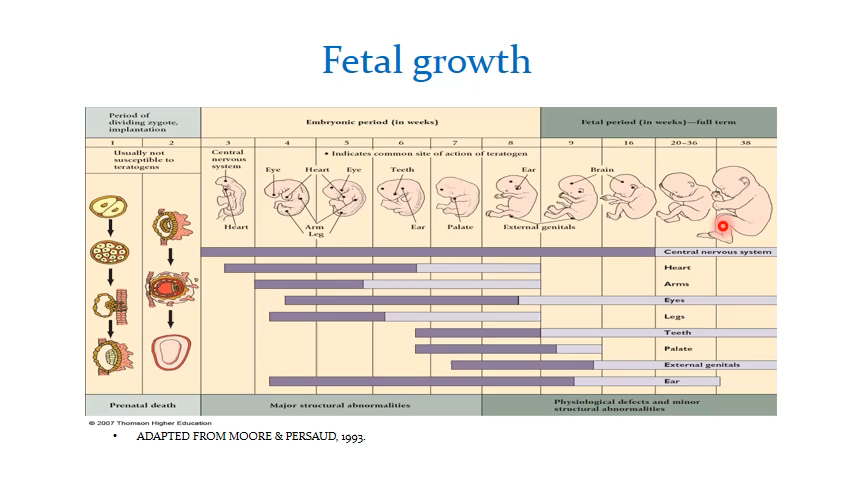 Fetal growth
Period of
dividing zygote,
implantation
Embryonic period (in weeks)
Fetal period (in weeks)—full term
1 2 3 4 5 6 7 8 9 16 20–36 38
Usually not
susceptible to
teratogens
Central
nervous
system
• Indicates common site of action of teratogen
Eye Heart Eye Teeth Ear Brain
Heart Arm Ear Palate External genitals
Leg
Central nervous system
Heart
Arms
Eyes
Legs
Teeth
Palate
External genitals
Ear
Prenatal death
Major structural abnormalities
Physiological defects and minor
structural abnormalities
© 2007 Thomson Higher Education
• ADAPTED FROM MOORE & PERSAUD, 1993.